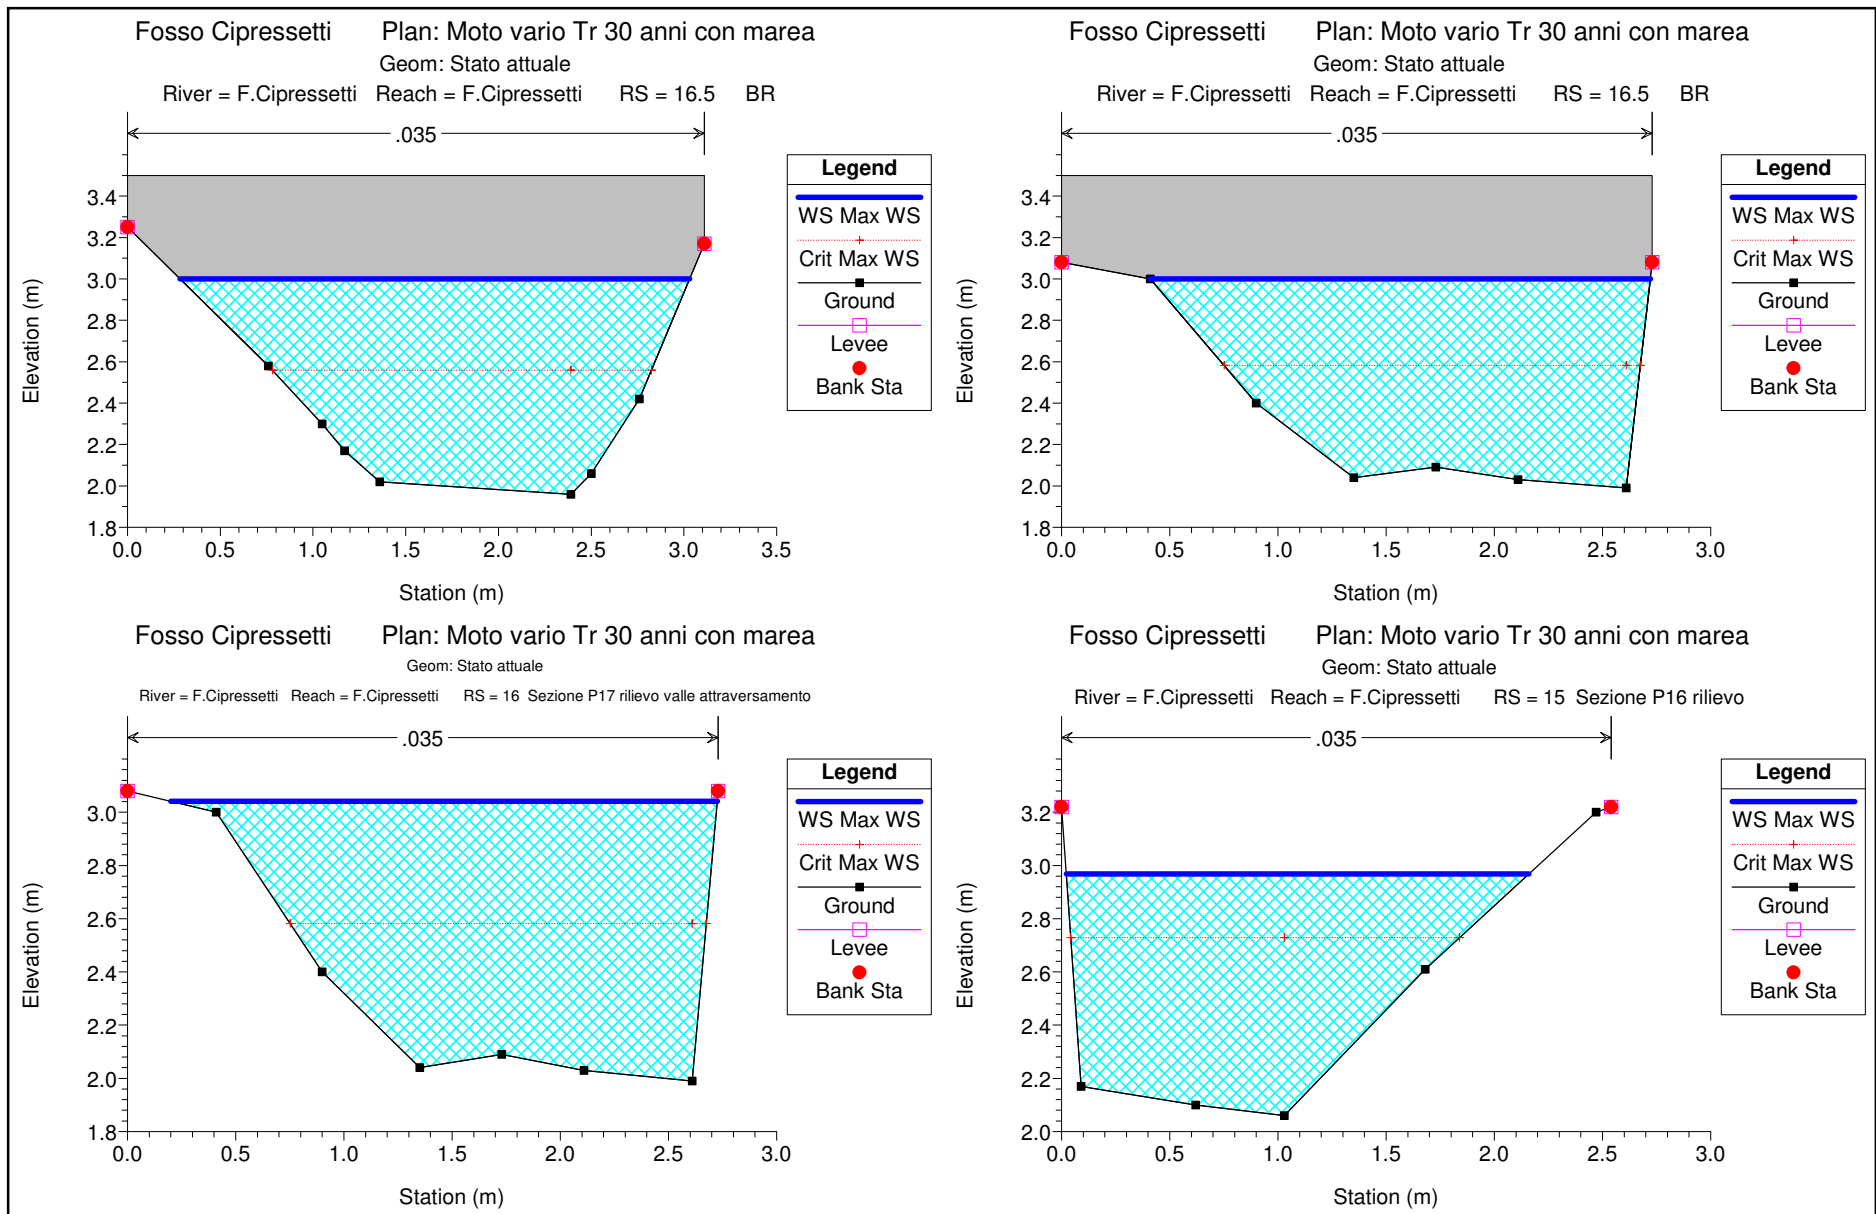 Fosso Cipressetti Plan: Moto vario Tr 30 anni con marea
Geom: Stato attuale
River = F.Cipressetti Reach = F.Cipressetti RS = 16.5 BR
.035
Legend
WS Max WS
Crit Max WS
Ground
Levee
Bank Sta
3.4
3.2
3.0
2.8
2.6
2.4
2.2
2.0
1.8
0.0 0.5 1.0 1.5 2.0 2.5 3.0 3.5
Elevation (m)
Station (m)
Fosso Cipressetti Plan: Moto vario Tr 30 anni con marea
Geom: Stato attuale
River = F.Cipressetti Reach = F.Cipressetti RS = 16.5 BR
.035
Legend
WS Max WS
Crit Max WS
Ground
Levee
Bank Sta
3.4
3.2
3.0
2.8
2.6
2.4
2.2
2.0
1.8
0.0 0.5 1.0 1.5 2.0 2.5 3.0
Elevation (m)
Station (m)
Fosso Cipressetti Plan: Moto vario Tr 30 anni con marea
Geom: Stato attuale
River = F.Cipressetti Reach = F.Cipressetti RS = 16 Sezione P17 rilievo valle attraversamento
.035
Legend
WS Max WS
Crit Max WS
Ground
Levee
Bank Sta
3.0
2.8
2.6
2.4
2.2
2.0
1.8
0.0 0.5 1.0 1.5 2.0 2.5 3.0
Elevation (m)
Station (m)
Fosso Cipressetti Plan: Moto vario Tr 30 anni con marea
Geom: Stato attuale
River = F.Cipressetti Reach = F.Cipressetti RS = 15 Sezione P16 rilievo
.035
Legend
WS Max WS
Crit Max WS
Ground
Levee
Bank Sta
3.2
3.0
2.8
2.6
2.4
2.2
2.0
0.0 0.5 1.0 1.5 2.0 2.5 3.0
Elevation (m)
Station (m)